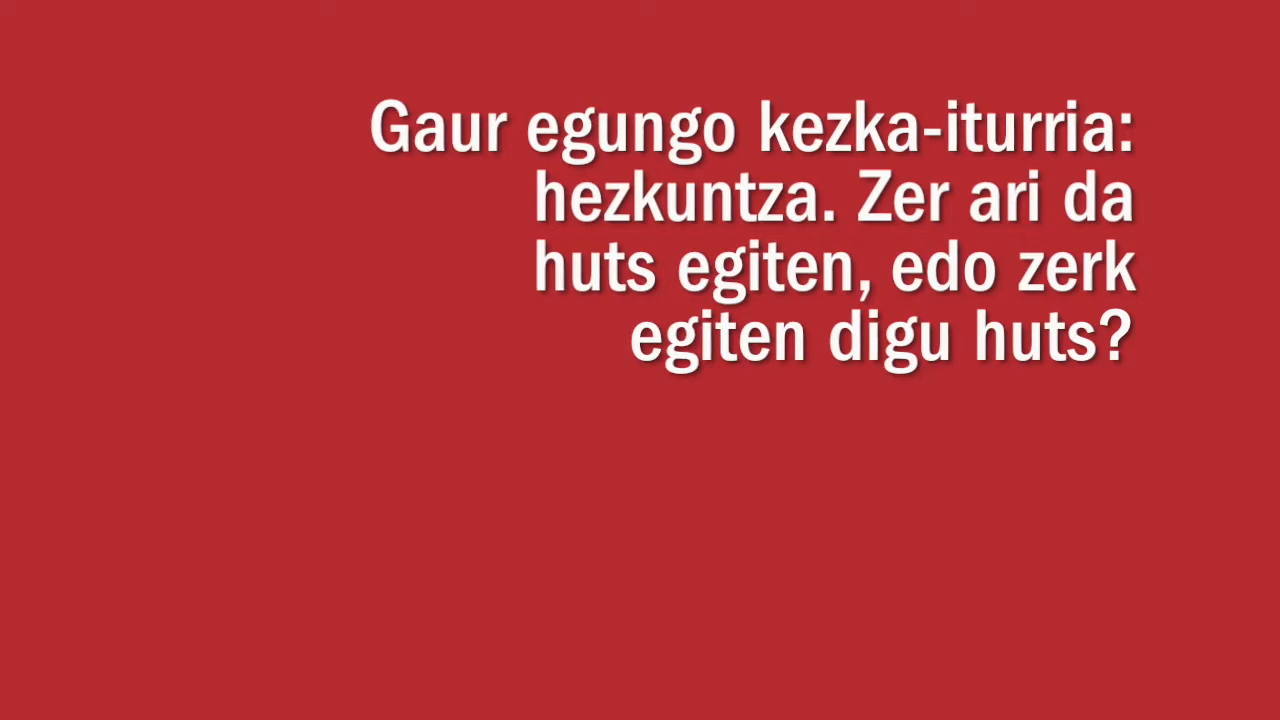 Gaur egungo kezka-iturria:
hezkuntza. Zer ari da
huts egiten, edo zerk
egiten digu huts?